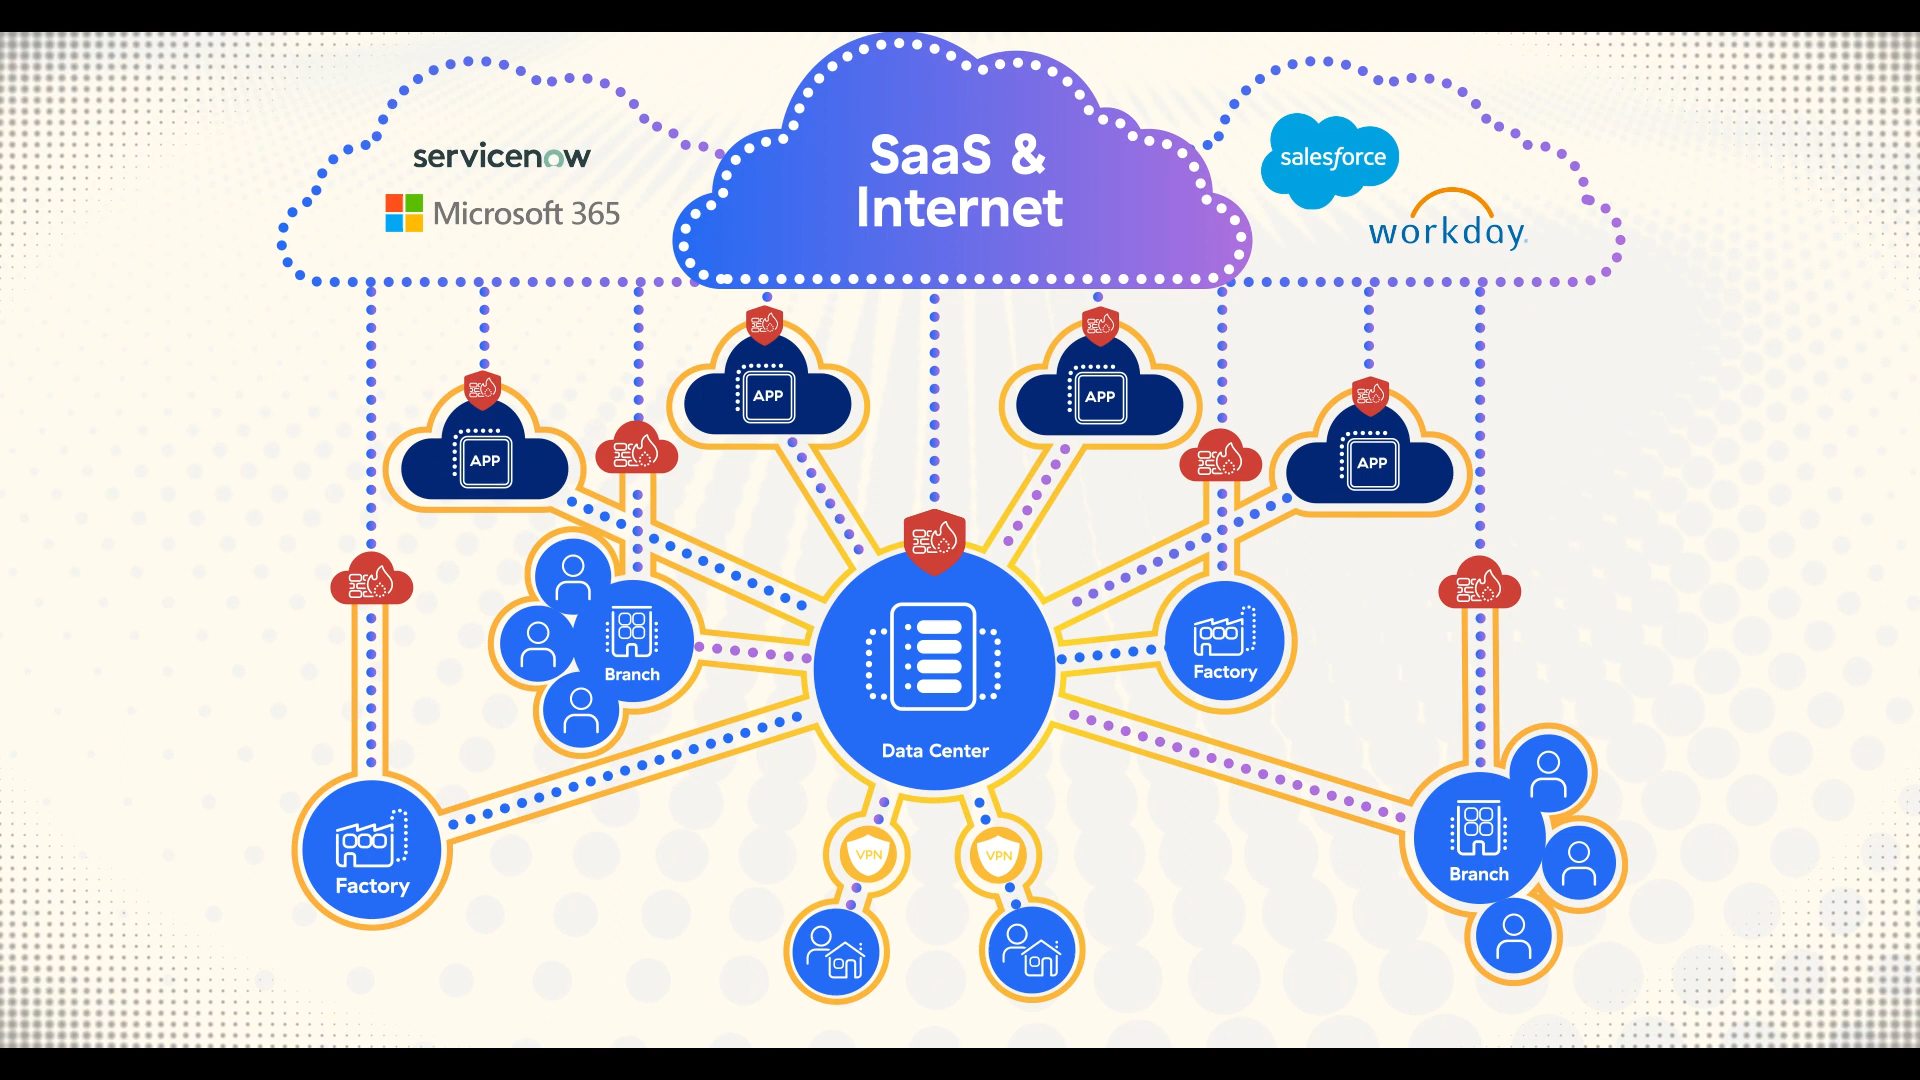 SaaS &
Internet
servicenow
Microsoft 365
salesforce
workday.
APP
APP
APP
APP
Branch
Factory
Data Center
Factory
VPN
VPN
Branch